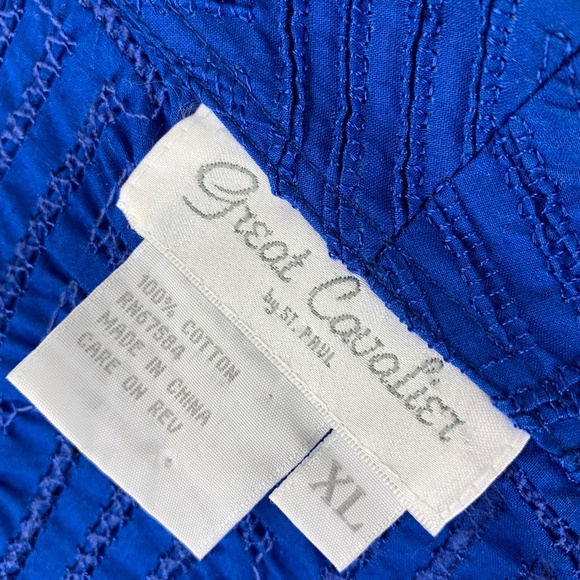 Great Cavalier
by ST. PAUL
100% COTTON
RN67584
MADE IN CHINA
CARE ON REV
XL